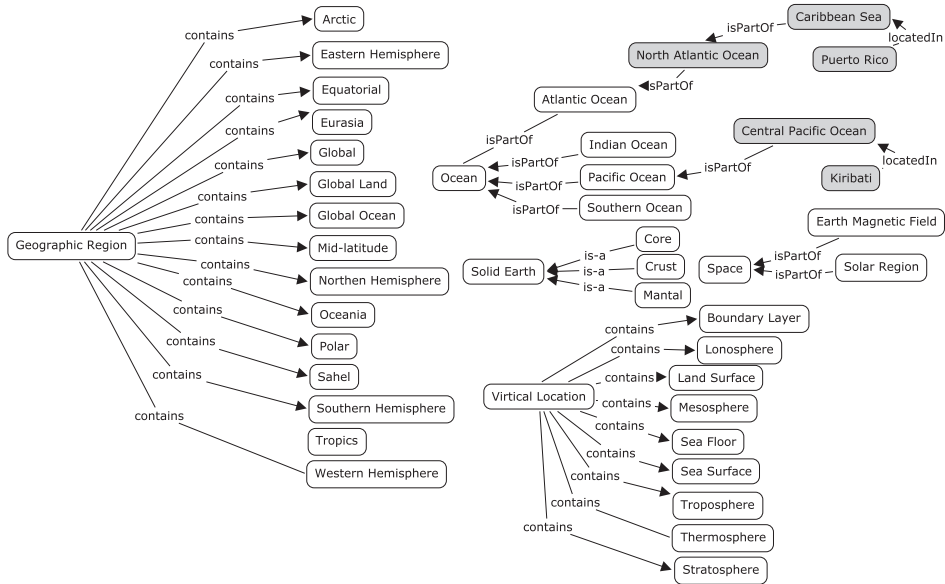 Geographic Region
contains
Arctic
contains
Eastern Hemisphere
contains
Equatorial
contains
Eurasia
contains
Global
contains
Global Land
contains
Global Ocean
contains
Mid-latitude
contains
Northen Hemisphere
contains
Oceania
contains
Polar
contains
Sahel
contains
Southern Hemisphere
Tropics
contains
Western Hemisphere
Caribbean Sea
isPartOf
locatedIn
North Atlantic Ocean
Puerto Rico
sPartOf
Atlantic Ocean
isPartOf
Indian Ocean
isPartOf
Ocean
Pacific Ocean
isPartOf
Southern Ocean
isPartOf
Central Pacific Ocean
isPartOf
locatedIn
Kiribati
Solid Earth
is-a
Core
is-a
Crust
is-a
Mantal
Earth Magnetic Field
isPartOf
Space
isPartOf
Solar Region
Virtical Location
contains
Boundary Layer
contains
Lonosphere
contains
Land Surface
contains
Mesosphere
contains
Sea Floor
contains
Sea Surface
contains
Troposphere
contains
Thermosphere
contains
Stratosphere